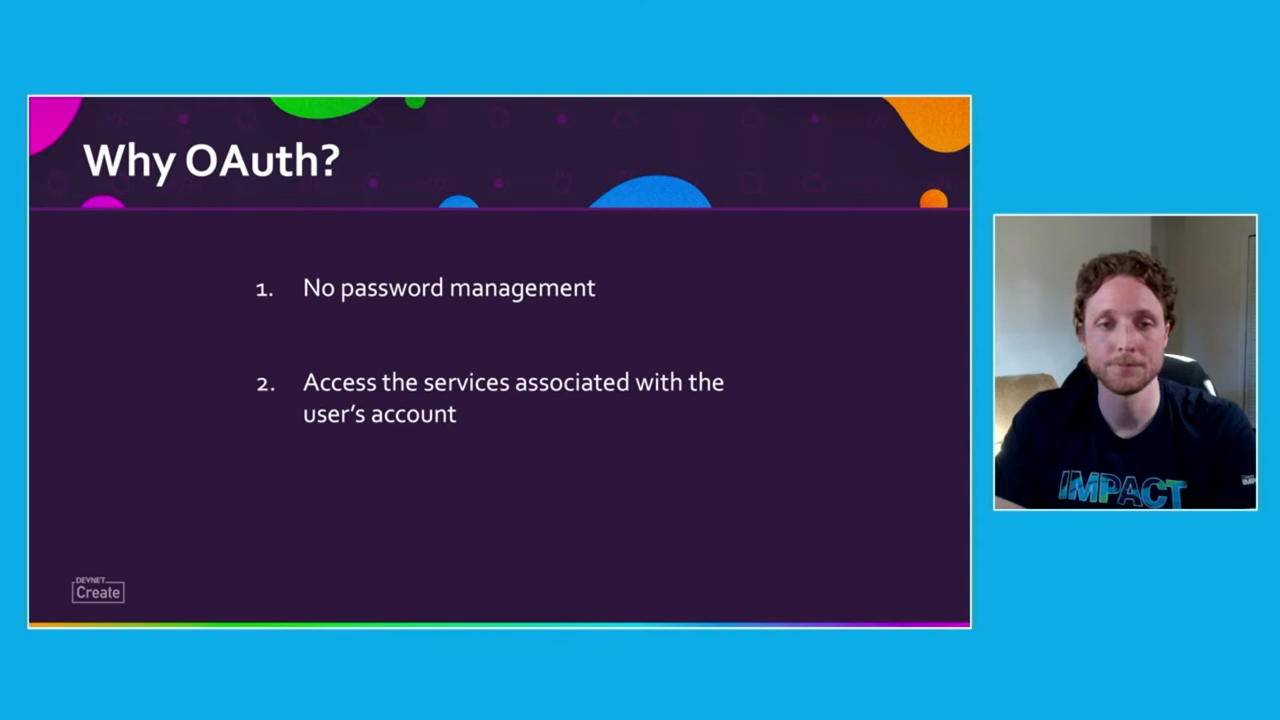 Why OAuth?
1. No password management
2. Access the services associated with the
user's account
DEVNET
Create
IMPACT